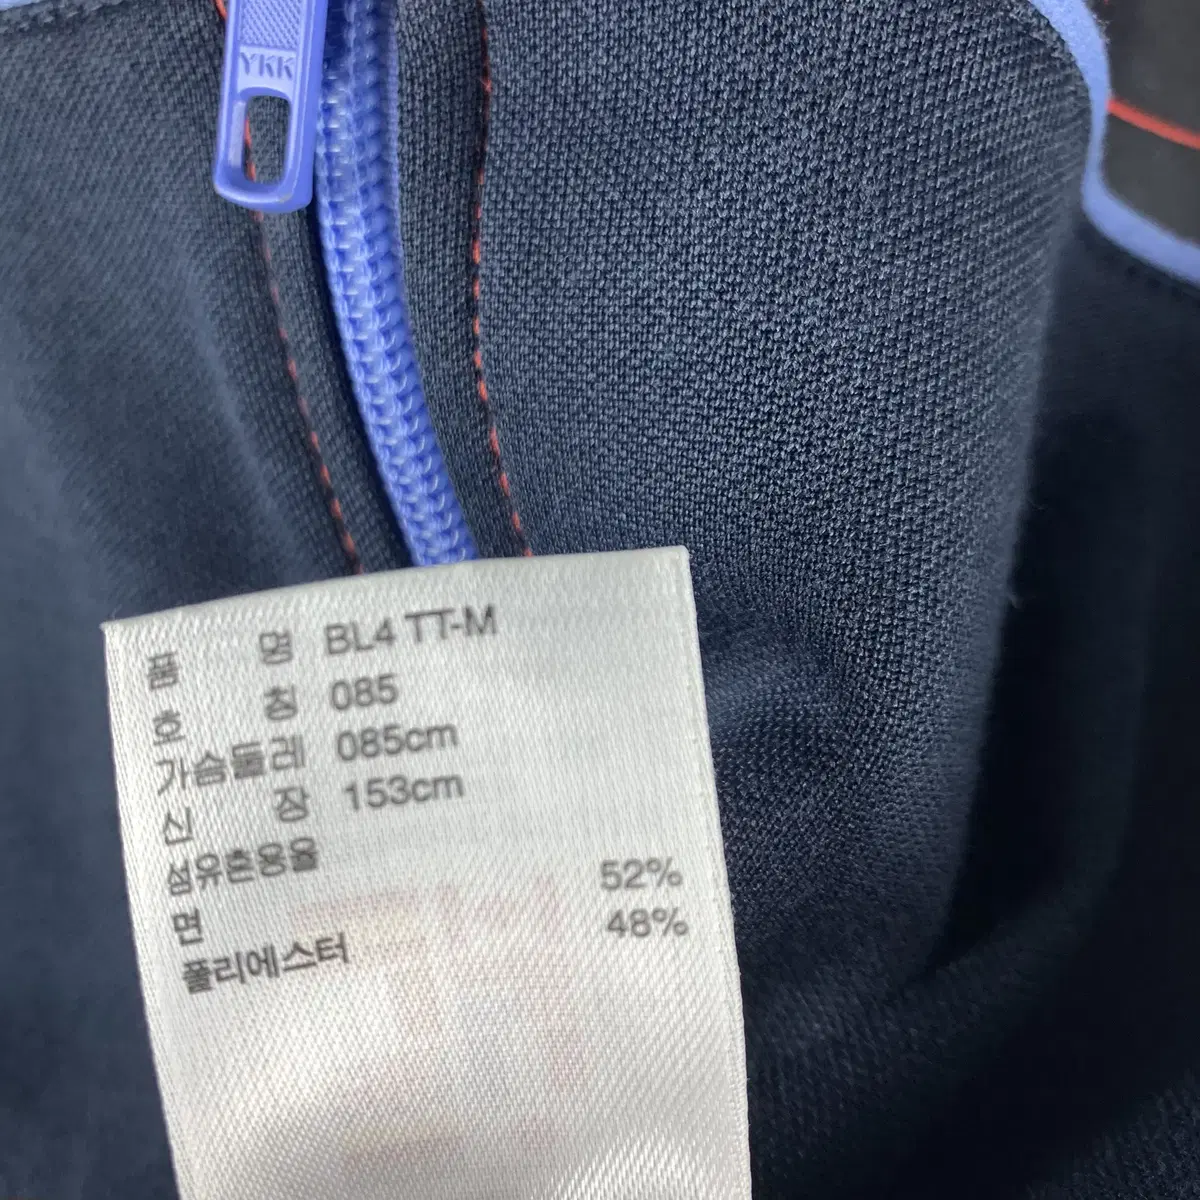 YKK
품 명 BL4 TT-M
호 칭 085
가슴둘레 085cm
신 장 153cm
섬유혼용율
면 52%
폴리에스터 48%